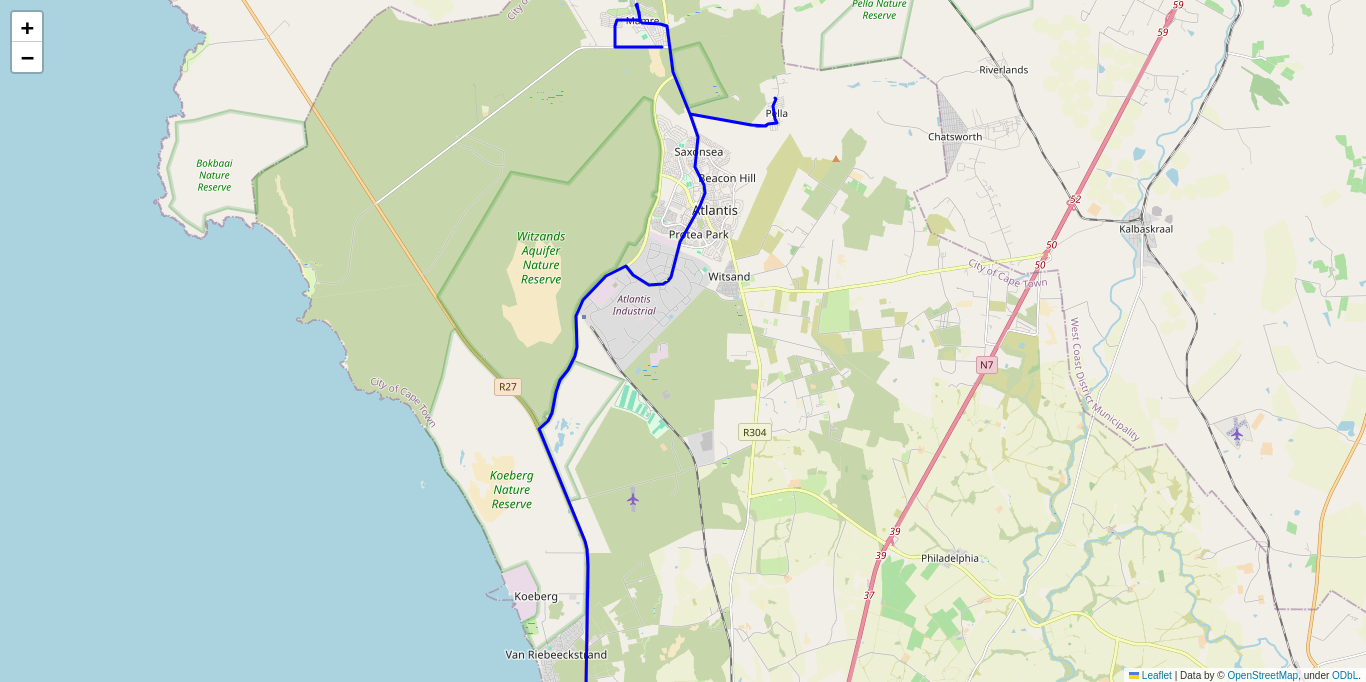 +
−
City of
Mamre
Pella Nature
Reserve
59
59
Riverlands
Pella
Chatsworth
Bokbaai
Nature
Reserve
Saxonsea
Beacon Hill
Atlantis
Protea Park
52
Kalbaskraal
Witzands
Aquifer
Nature
Reserve
50
50
City of Cape Town
Witsand
Atlantis
Industrial
West Coast District Municipality
N7
R27
City of Cape Town
R304
Koeberg
Nature
Reserve
39
39
Philadelphia
37
Koeberg
Van Riebeeckstrand
Leaflet | Data by © OpenStreetMap, under ODbL.